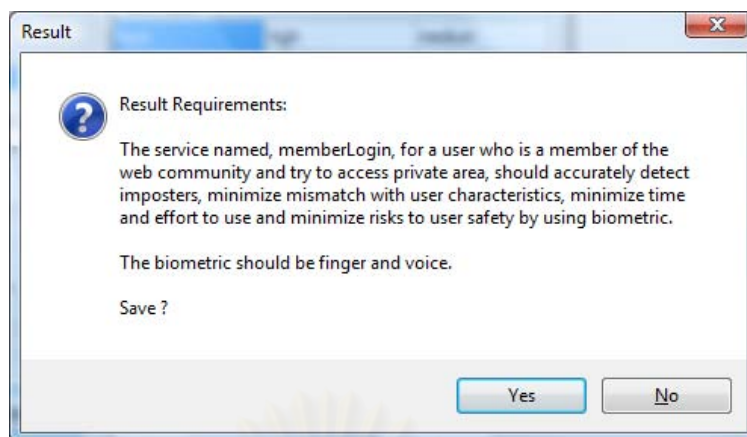 Result
Result Requirements:
The service named, memberLogin, for a user who is a member of the
web community and try to access private area, should accurately detect
imposters, minimize mismatch with user characteristics, minimize time
and effort to use and minimize risks to user safety by using biometric.
The biometric should be finger and voice.
Save ?
Yes
No